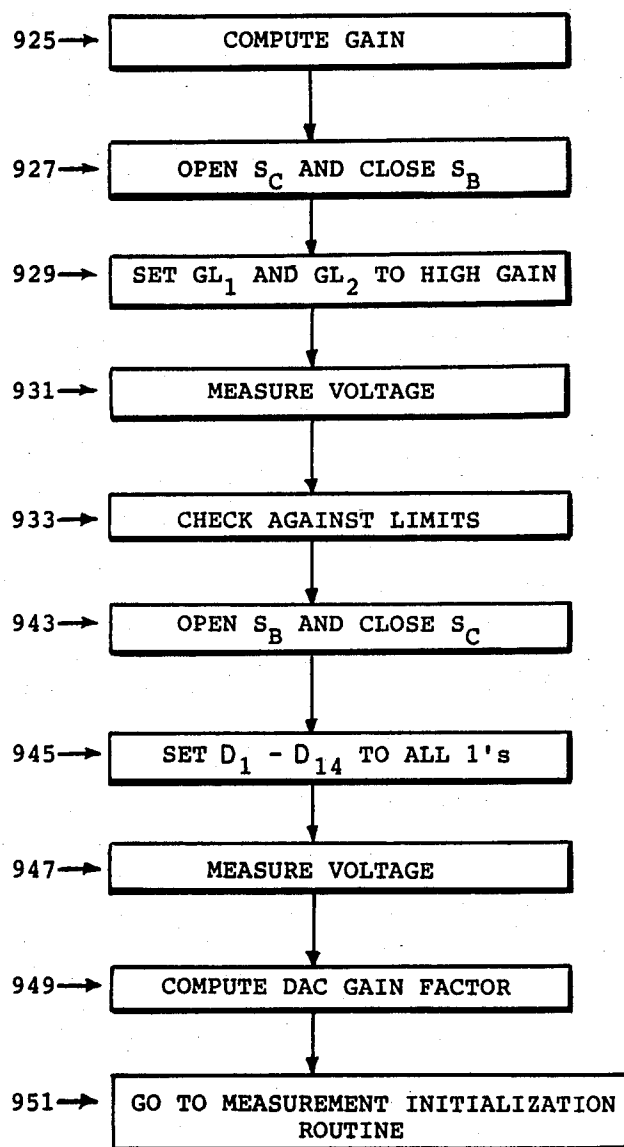 925 COMPUTE GAIN
927 OPEN S_C AND CLOSE S_B
929 SET GL_1 AND GL_2 TO HIGH GAIN
931 MEASURE VOLTAGE
933 CHECK AGAINST LIMITS
943 OPEN S_B AND CLOSE S_C
945 SET D_1 - D_14 TO ALL 1's
947 MEASURE VOLTAGE
949 COMPUTE DAC GAIN FACTOR
951 GO TO MEASUREMENT INITIALIZATION
ROUTINE